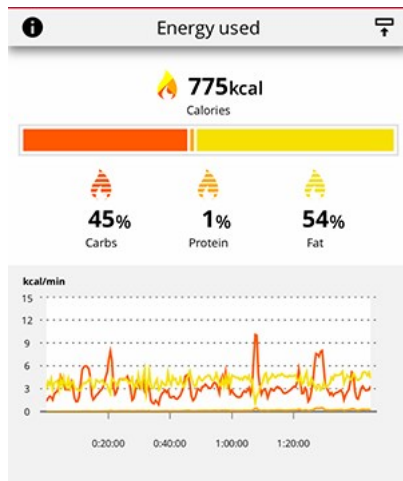 Energy used
775kcal
Calories
45% 1% 54%
Carbs Protein Fat
kcal/min
15
12
9
6
3
0
0:20:00 0:40:00 1:00:00 1:20:00